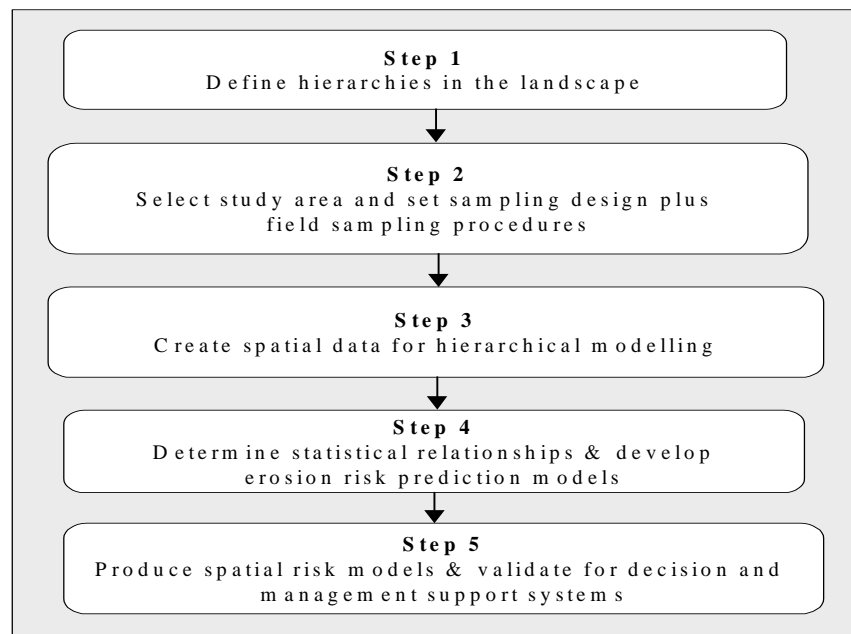 Step 1
Define hierarchies in the landscape
Step 2
Select study area and set sampling design plus
field sampling procedures
Step 3
Create spatial data for hierarchical modelling
Step 4
Determine statistical relationships & develop
erosion risk prediction models
Step 5
Produce spatial risk models & validate for decision and
management support systems